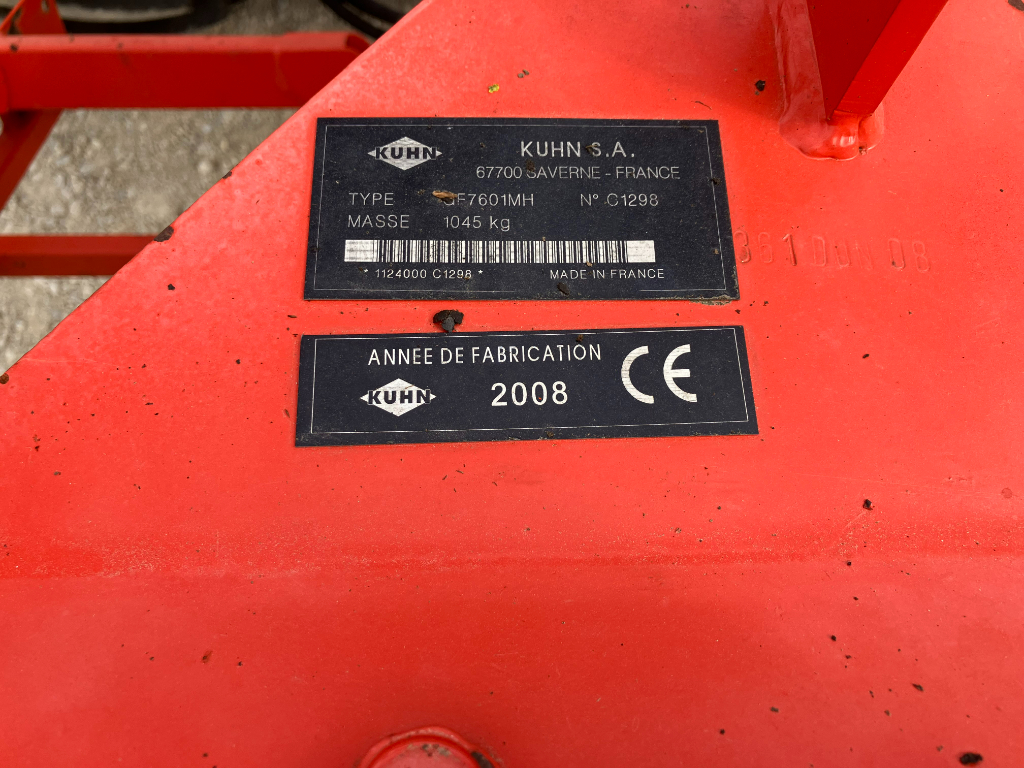 KUHN
KUHN S.A.
67700 SAVERNE - FRANCE
TYPE GF7601MH N° C1298
MASSE 1045 kg
* 1124000 C1298 * MADE IN FRANCE
ANNEE DE FABRICATION
KUHN 2008 CE